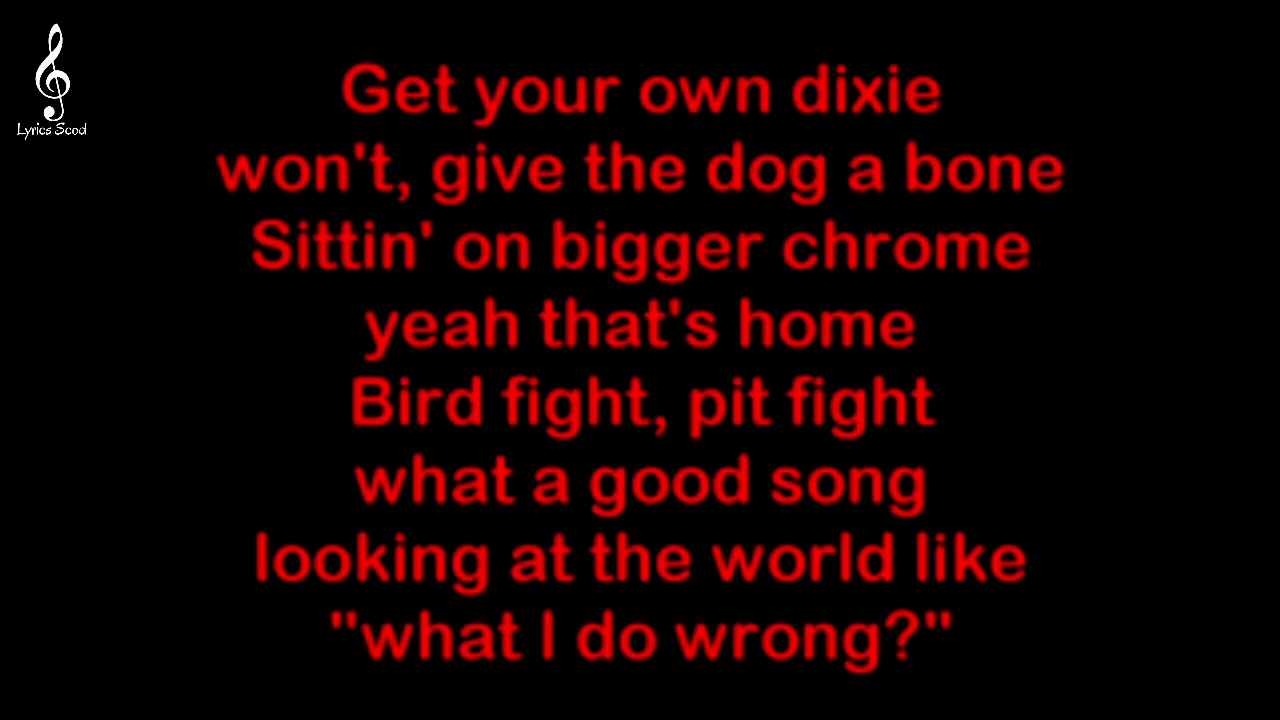 Lyrics Scod
Get your own dixie
won't, give the dog a bone
Sittin' on bigger chrome
yeah that's home
Bird fight, pit fight
what a good song
looking at the world like
"what I do wrong?"